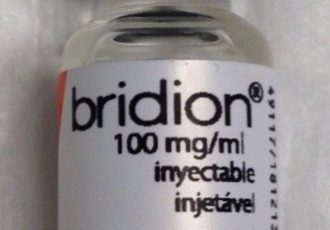 bridion®
100 mg/ml
inyectable
injetável